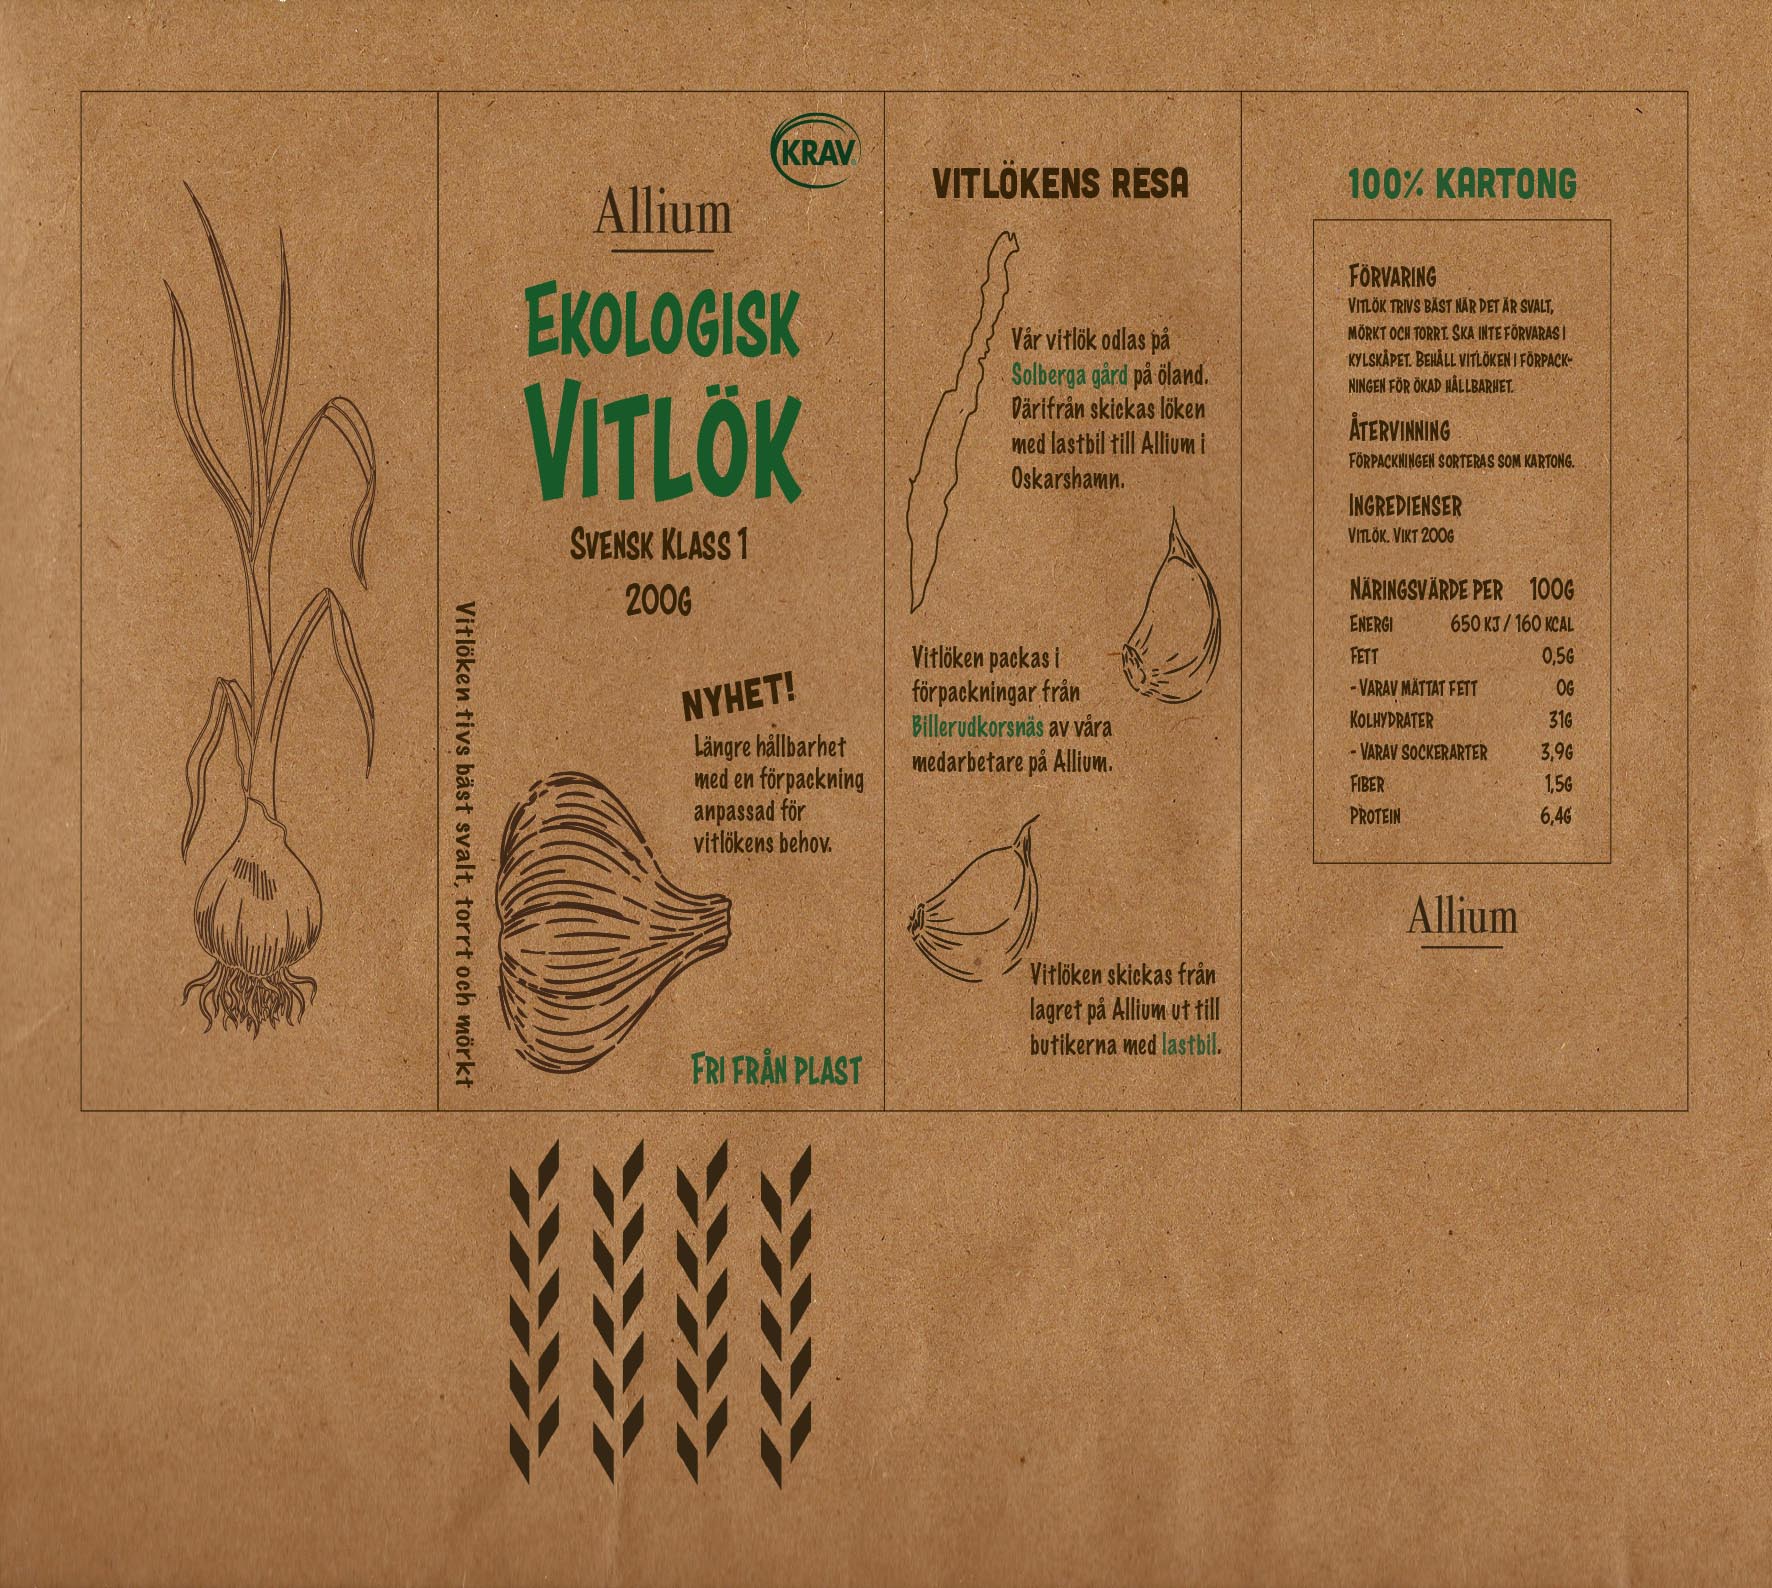 KRAV
Allium
EKOLOGISK
VITLÖK
SVENSK KLASS 1
200G
Vitlöken tivs bäst svalt, torrt och mörkt
NYHET!
Längre hållbarhet
med en förpackning
anpassad för
vitlökens behov.
FRI FRÅN PLAST
VITLÖKENS RESA
Vår vitlök odlas på
Solberga gård på öland.
Därifrån skickas löken
med lastbil till Allium i
Oskarshamn.
Vitlöken packas i
förpackningar från
Billerudkorsnäs av våra
medarbetare på Allium.
Vitlöken skickas från
lagret på Allium ut till
butikerna med lastbil.
100% KARTONG
FÖRVARING
VITLÖK TRIVS BÄST NÄR DET ÄR SVALT,
MÖRKT OCH TORRT. SKA INTE FÖRVARAS I
KYLSKÅPET. BEHÅLL VITLÖKEN I FÖRPACK-
NINGEN FÖR ÖKAD HÅLLBARHET.
ÅTERVINNING
FÖRPACKNINGEN SORTERAS SOM KARTONG.
INGREDIENSER
VITLÖK. VIKT 200G
NÄRINGSVÄRDE PER 100G
ENERGI 650 KJ / 160 KCAL
FETT 0,5G
- VARAV MÄTTAT FETT 0G
KOLHYDRATER 31G
- VARAV SOCKERARTER 3,9G
FIBER 1,5G
PROTEIN 6,4G
Allium